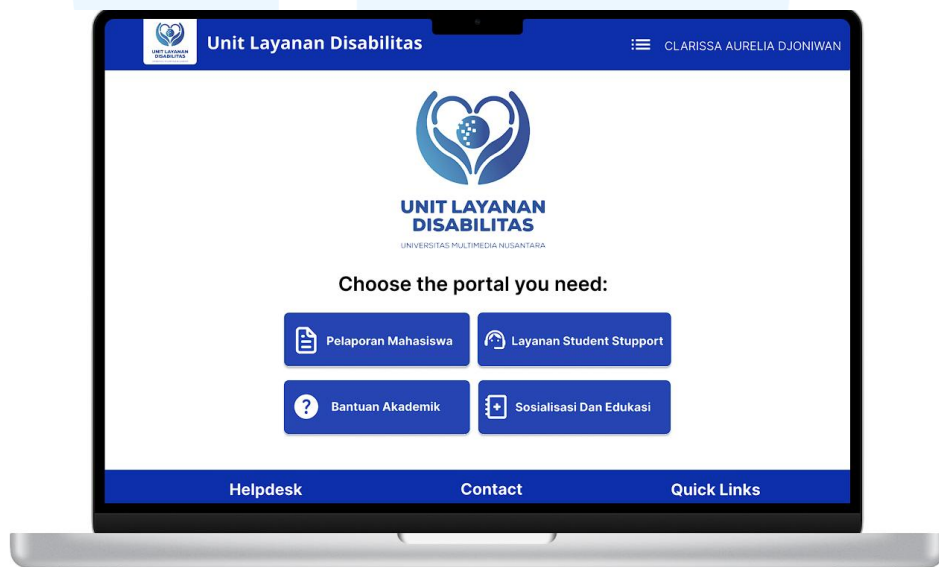 UNIT LAYANAN
DISABILITAS
Unit Layanan Disabilitas
CLARISSA AURELIA DJONIWAN
UNIT LAYANAN
DISABILITAS
UNIVERSITAS MULTIMEDIA NUSANTARA
Choose the portal you need:
Pelaporan Mahasiswa
Layanan Student Stupport
Bantuan Akademik
Sosialisasi Dan Edukasi
Helpdesk
Contact
Quick Links